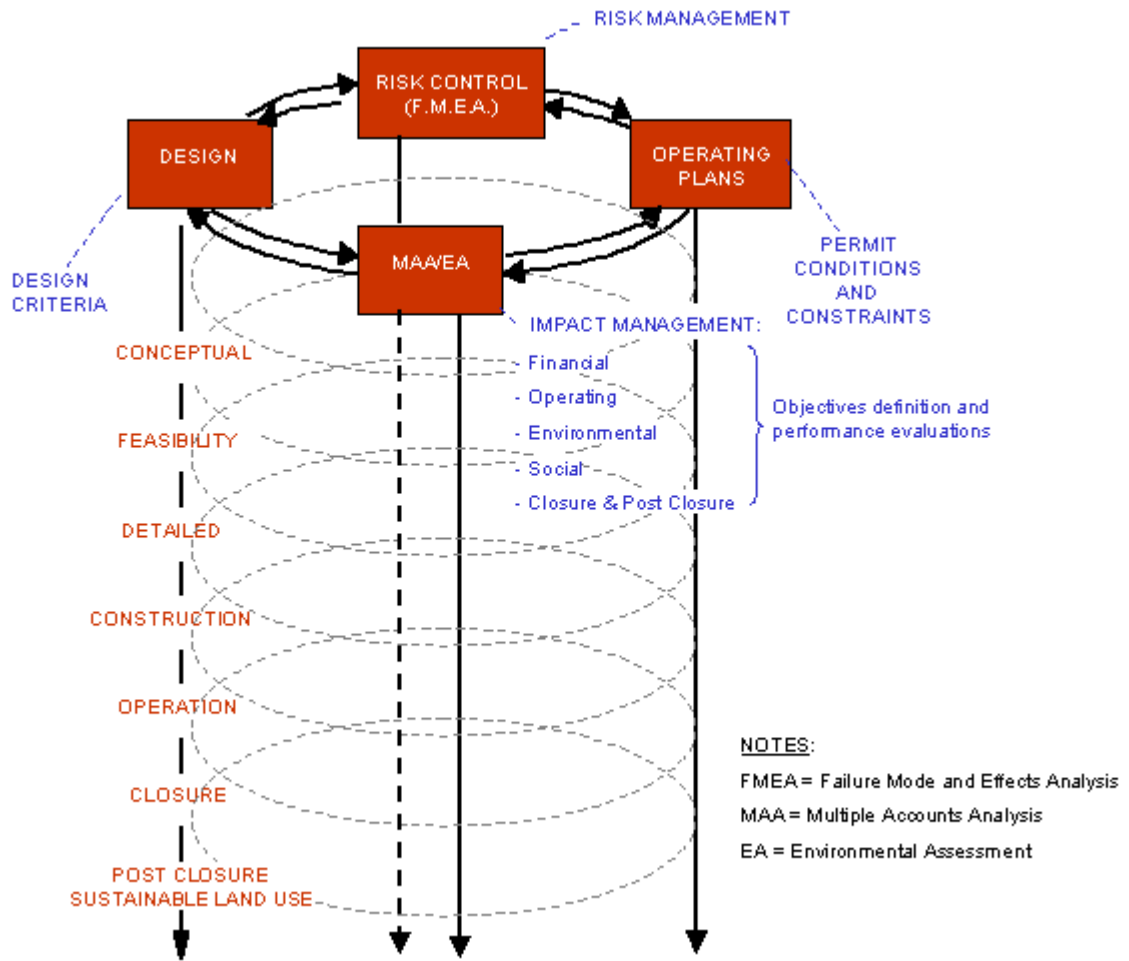 RISK MANAGEMENT
RISK CONTROL
(F.M.E.A.)
DESIGN
OPERATING
PLANS
MAA/EA
DESIGN
CRITERIA
PERMIT
CONDITIONS
AND
CONSTRAINTS
IMPACT MANAGEMENT:
- Financial
- Operating
- Environmental
- Social
- Closure & Post Closure
Objectives definition and
performance evaluations
CONCEPTUAL
FEASIBILITY
DETAILED
CONSTRUCTION
OPERATION
CLOSURE
POST CLOSURE
SUSTAINABLE LAND USE
NOTES:
FMEA = Failure Mode and Effects Analysis
MAA = Multiple Accounts Analysis
EA = Environmental Assessment